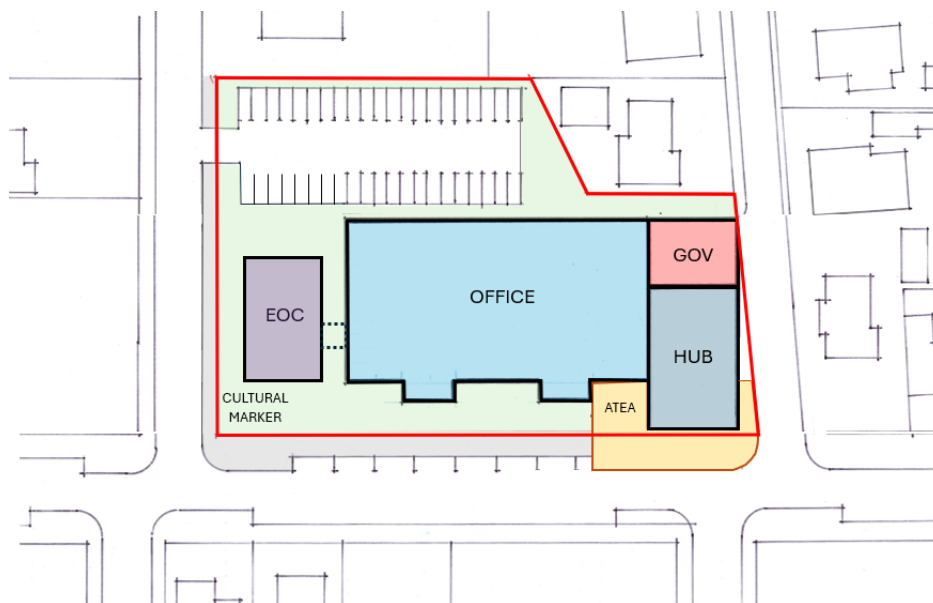 GOV
OFFICE
EOC
HUB
CULTURAL
MARKER
ATEA